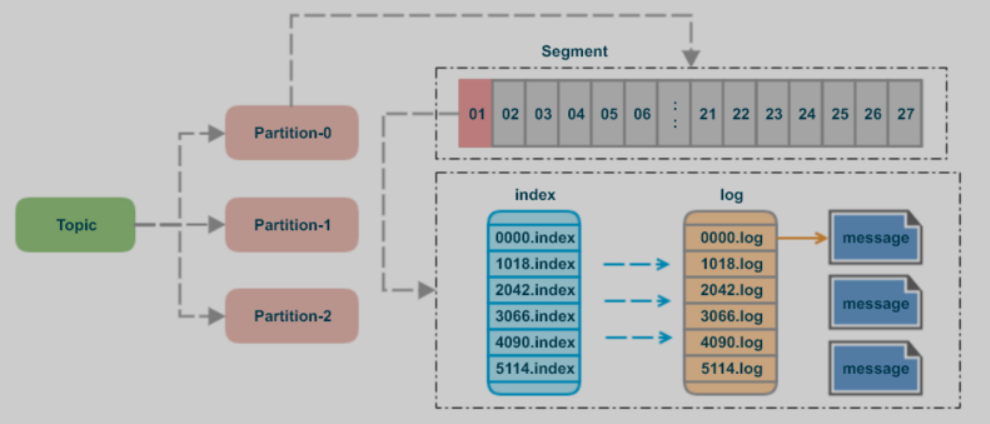 Segment
01 02 03 04 05 06 : : 21 22 23 24 25 26 27
Partition-0
Topic
Partition-1
Partition-2
index
0000.index
1018.index
2042.index
3066.index
4090.index
5114.index
log
0000.log
1018.log
2042.log
3066.log
4090.log
5114.log
message
message
message